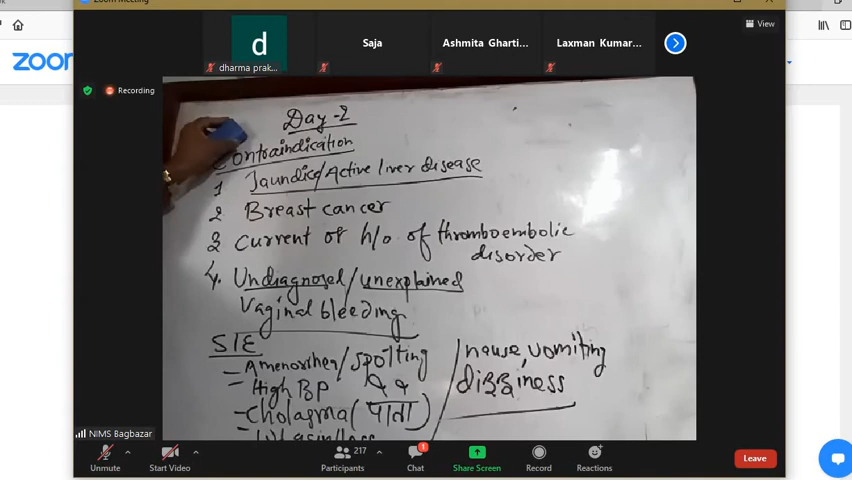 Zoom Meeting
View
zoom
d
Saja
Ashmita Gharti...
Laxman Kumar...
dharma prak...
Recording
Day-2
Contraindication
1 Jaundice/Active liver disease
2 Breast cancer
3 Current or h/o of thromboembolic
disorder
4. Undiagnosed/unexplained
Vaginal bleeding
S/E
- Amenorrhea/spotting
- High BP
- Cholasma (पाता)
nause, vomiting
dizziness
NIMS Bagbazar
217
1
Unmute
Start Video
Participants
Chat
Share Screen
Record
Reactions
Leave